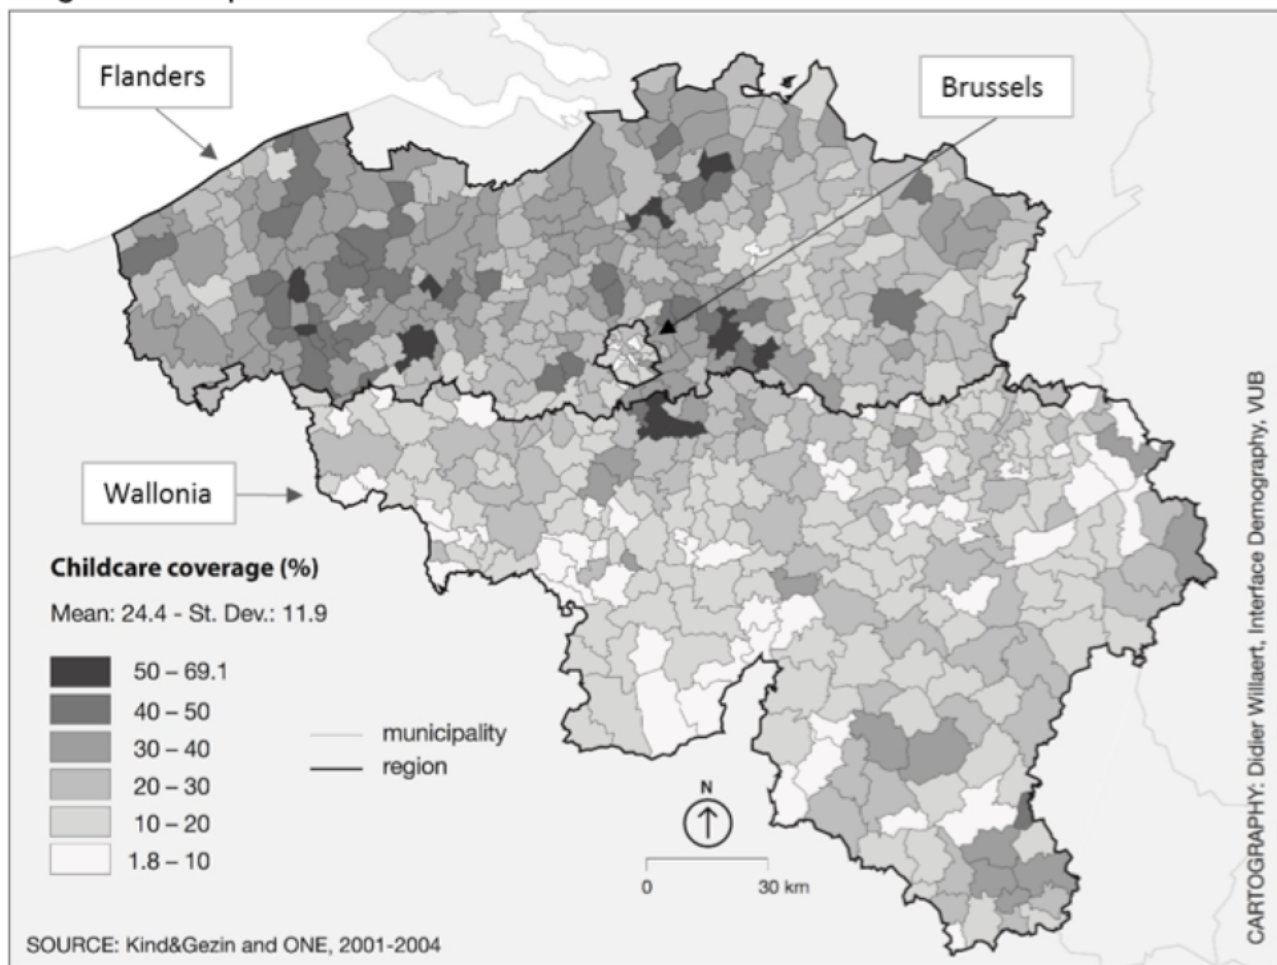 Flanders
Brussels
Wallonia
Childcare coverage (%)
Mean: 24.4 - St. Dev.: 11.9
50 – 69.1
40 – 50
30 – 40
20 – 30
10 – 20
1.8 – 10
municipality
region
N
0 30 km
SOURCE: Kind&Gezin and ONE, 2001-2004
CARTOGRAPHY: Didier Willaert, Interface Demography, VUB